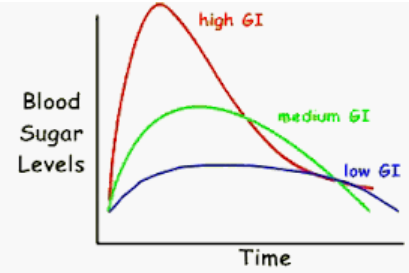 high GI
Blood
Sugar
Levels
medium GI
low GI
Time